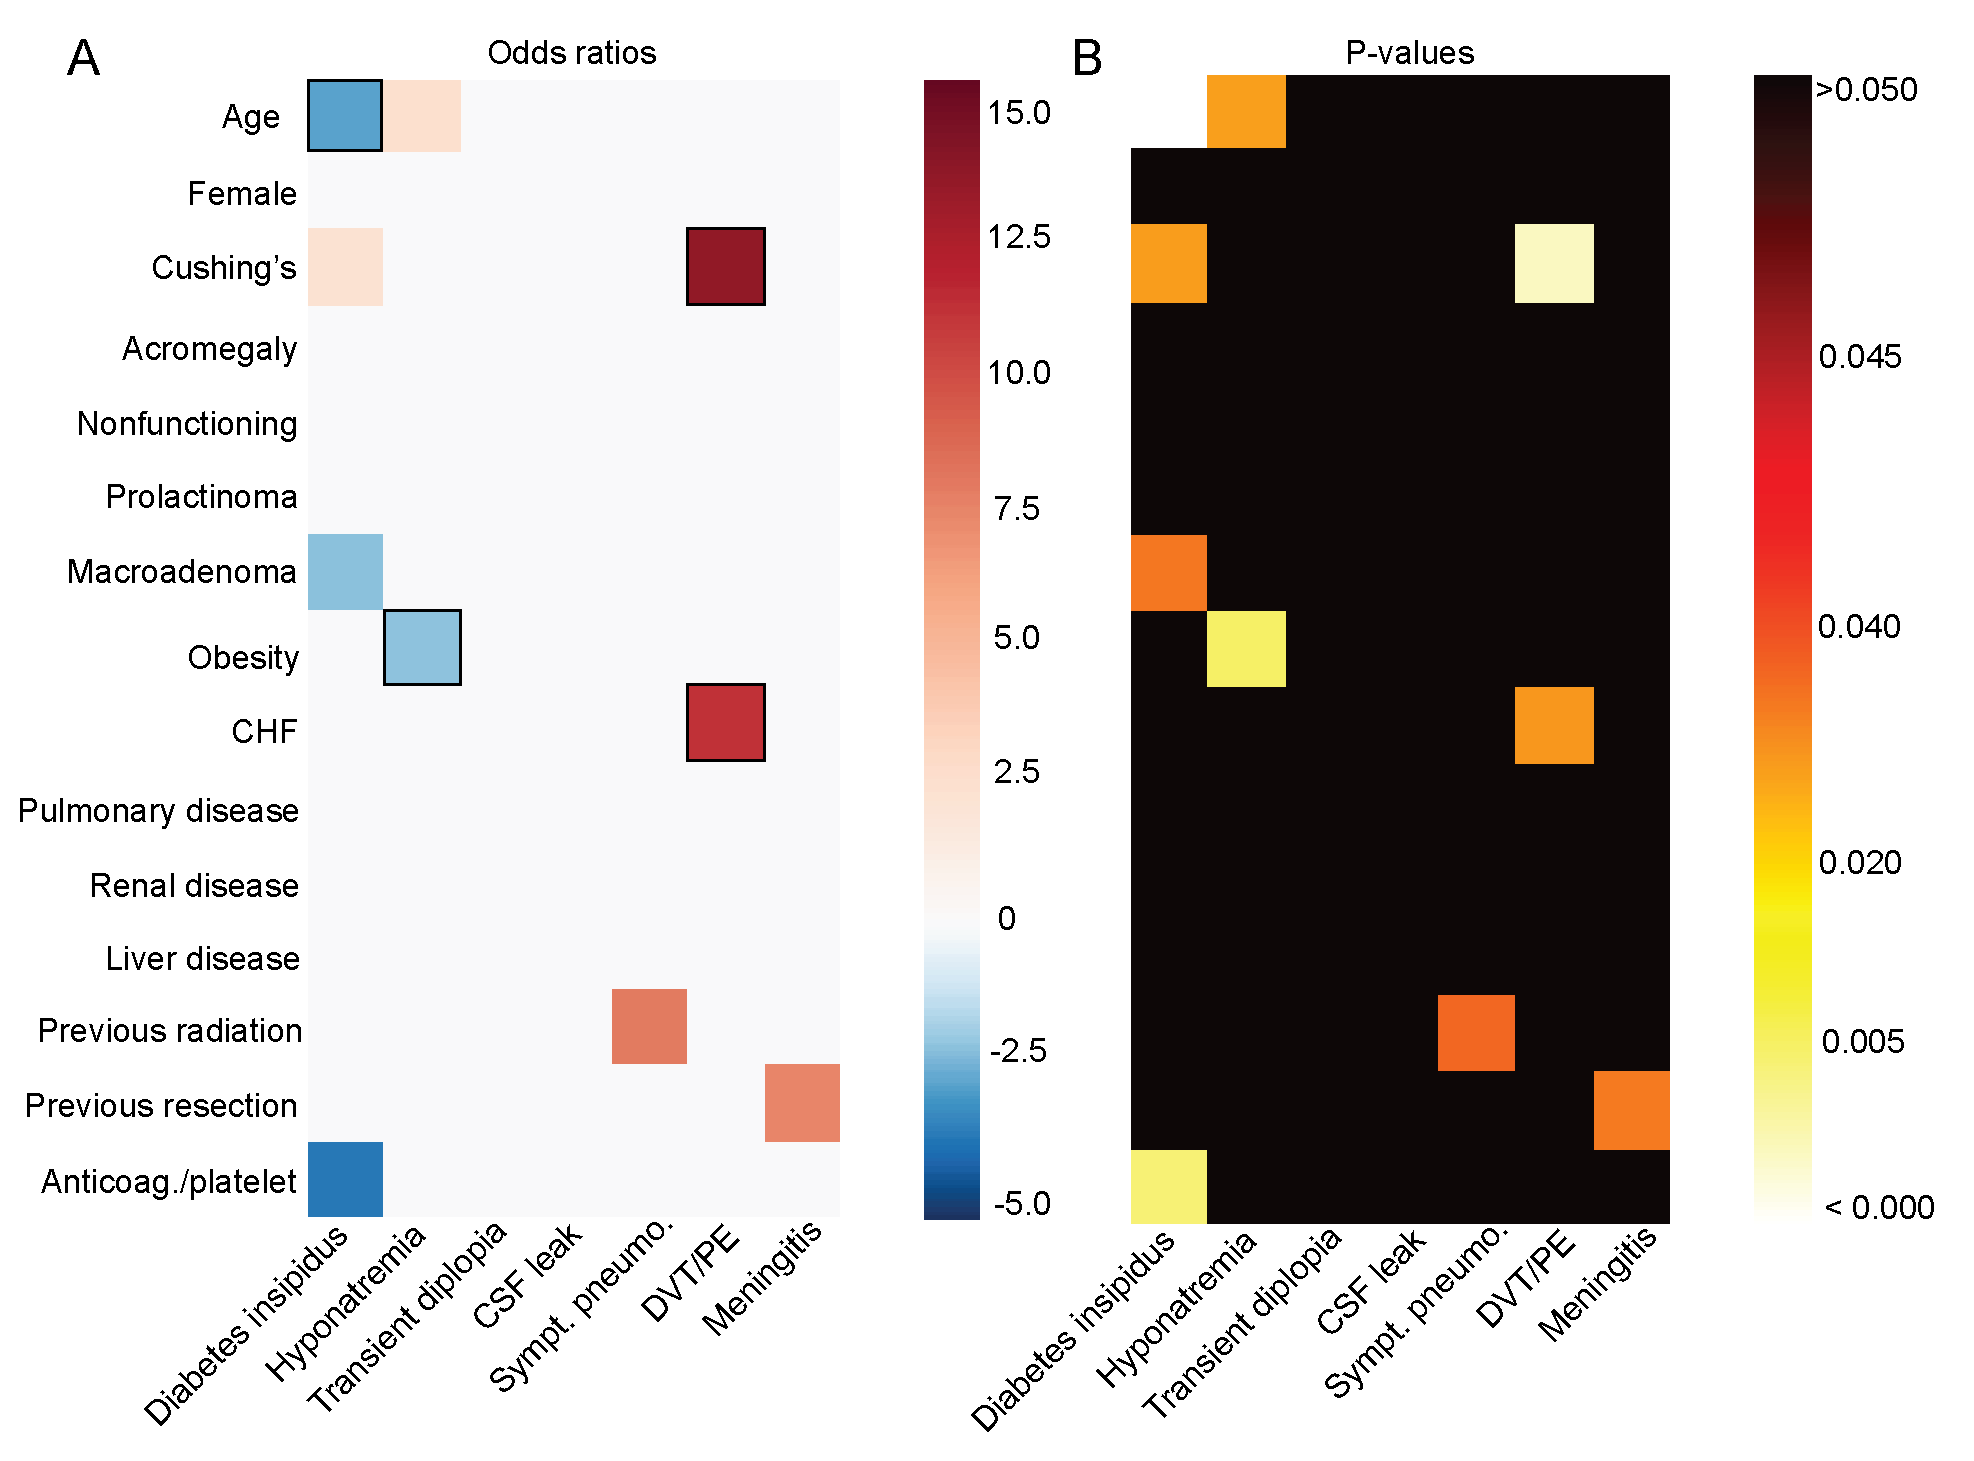 A
Odds ratios
Age
Female
Cushing’s
Acromegaly
Nonfunctioning
Prolactinoma
Macroadenoma
Obesity
CHF
Pulmonary disease
Renal disease
Liver disease
Previous radiation
Previous resection
Anticoag./platelet
Diabetes insipidus
Hyponatremia
Transient diplopia
CSF leak
Sympt. pneumo.
DVT/PE
Meningitis
15.0
12.5
10.0
7.5
5.0
2.5
0
-2.5
-5.0
B
P-values
Diabetes insipidus
Hyponatremia
Transient diplopia
CSF leak
Sympt. pneumo.
DVT/PE
Meningitis
>0.050
0.045
0.040
0.020
0.005
< 0.000